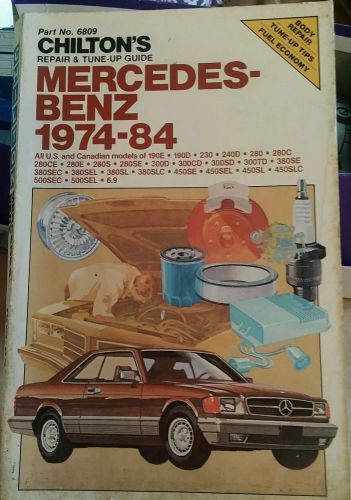 Part No. 6809
CHILTON'S
REPAIR & TUNE-UP GUIDE
BODY
REPAIR
TUNE-UP TIPS
FUEL ECONOMY
MERCEDES-
BENZ
1974-84
All U.S. and Canadian models of 190E • 190D • 230 • 240D • 280 • 280C
280CE • 280E • 280S • 280SE • 300D • 300CD • 300SD • 300TD • 380SE
380SEC • 380SEL • 380SL • 380SLC • 450SE • 450SEL • 450SL • 450SLC
500SEC • 500SEL • 6.9